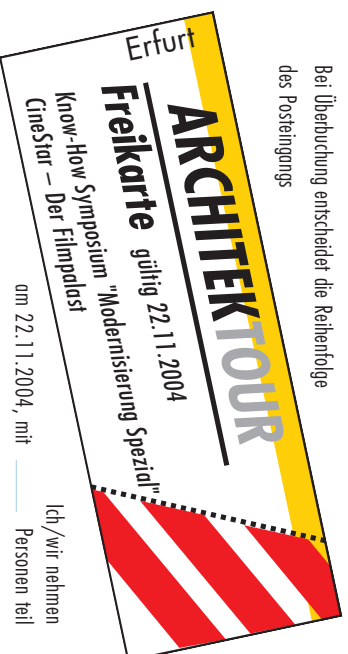 Bei Überbuchung entscheidet die Reihenfolge
des Posteingangs
Erfurt
ARCHITEKTOUR
Freikarte gültig 22.11.2004
Know-How Symposium "Modernisierung Spezial"
CineStar – Der Filmpalast
Ich/wir nehmen
am 22.11.2004, mit ____ Personen teil